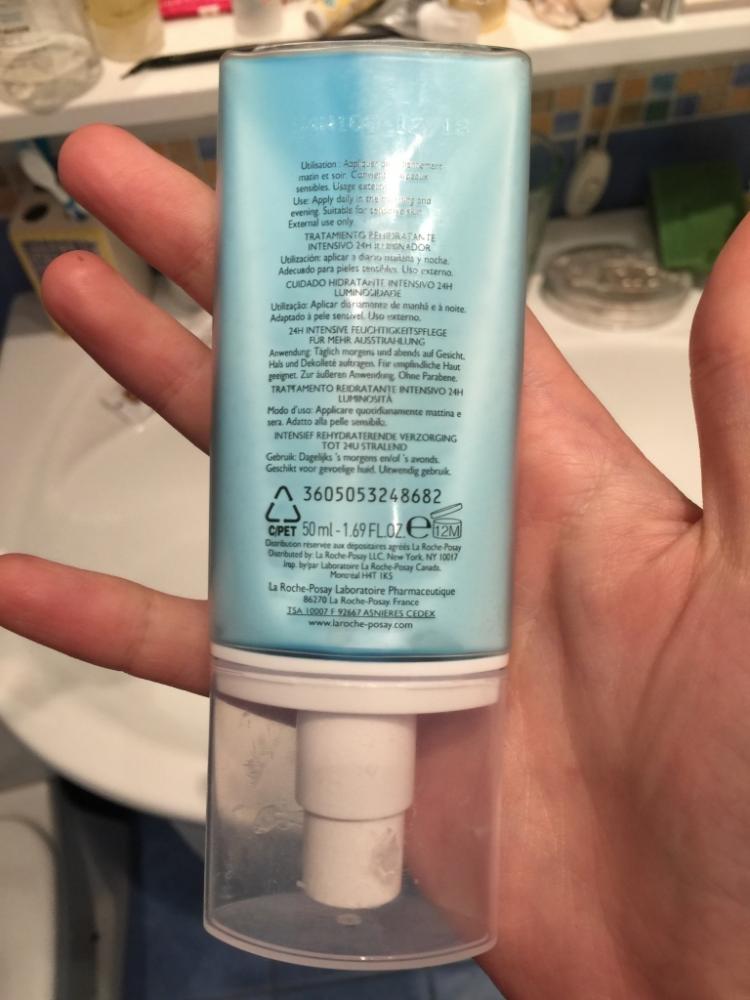 Utilisation : Appliquer
matin et soir.
sensibles. Usage externe
Use: Apply daily in the morning and
evening. Suitable for sensitive skin.
External use only.
TRATAMIENTO REHIDRATANTE
INTENSIVO 24H ILUMINADOR
Utilización: aplicar a diario mañana y noche.
Adecuado para pieles sensibles. Uso externo.
CUIDADO HIDRATANTE INTENSIVO 24H
LUMINOSIDADE
Utilização: Aplicar diariamente de manhã e à noite.
Adaptado à pele sensível. Uso externo.
24H INTENSIVE FEUCHTIGKEITSPFLEGE
FÜR MEHR AUSSTRAHLUNG
Anwendung: Täglich morgens und abends auf Gesicht,
Hals und Dekolleté auftragen. Für empfindliche Haut
geeignet. Zur äußeren Anwendung. Ohne Parabene.
TRATTAMENTO REIDRATANTE INTENSIVO 24H
LUMINOSITÀ
Modo d'uso: Applicare quotidianamente mattina e
sera. Adatto alla pelle sensibile.
INTENSIEF REHYDRATERENDE VERZORGING
TOT 24U STRALEND
Gebruik: Dagelijks 's morgens en/of 's avonds.
Geschikt voor gevoelige huid. Uitwendig gebruik.
3605053248682
C/PET 50 ml - 1.69 FL.OZ. e 12M
Distribution réservée aux dépositaires agréés La Roche-Posay
Distributed by: La Roche-Posay LLC, New York, NY 10017
Imp. by/par Laboratoire La Roche-Posay Canada,
Montréal H4T 1K5
La Roche-Posay Laboratoire Pharmaceutique
86270 La Roche-Posay, France
TSA 10007 F 92667 ASNIERES CEDEX
www.laroche-posay.com